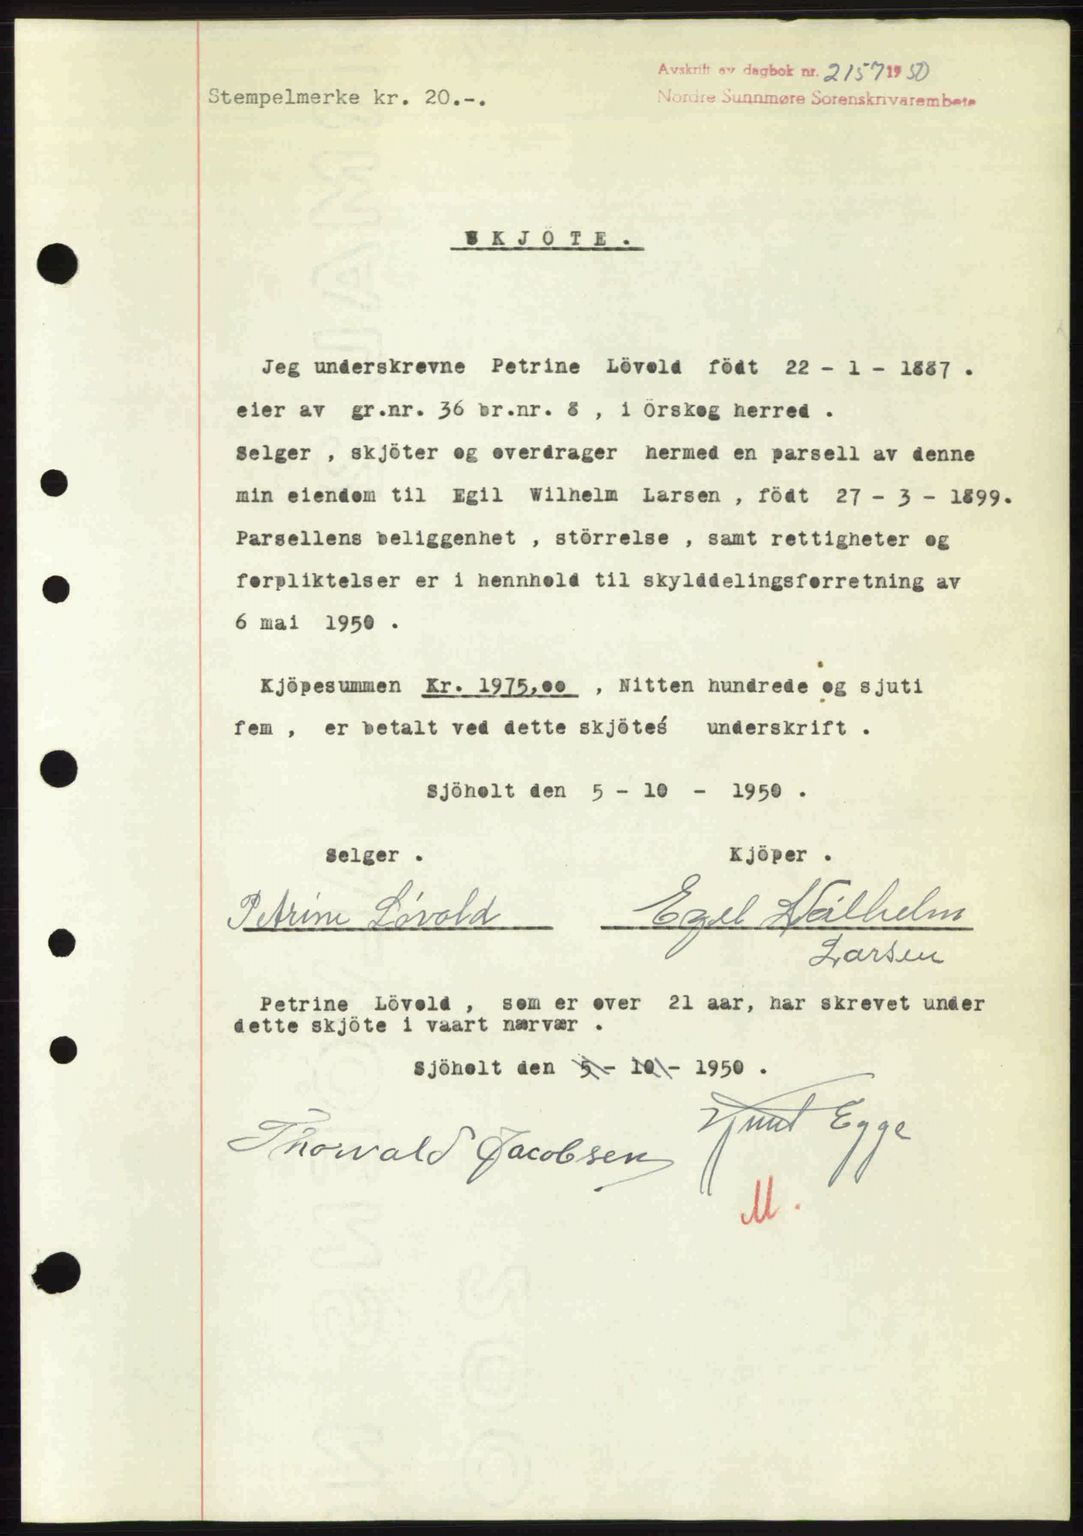 Avskrift av dagbok nr. 2157 1950
Stempelmerke kr. 20.-.
Nordre Sunnmøre Sorenskrivarembete
SKJÖTE.
Jeg underskrevne Petrine Lövold födt 22 - 1 - 1887 .
eier av gr.nr. 36 br.nr. 8 , i Örskog herred .
Selger , skjöter og overdrager hermed en parsell av denne
min eiendom til Egil Wilhelm Larsen , födt 27 - 3 - 1899.
Parsellens beliggenhet , störrelse , samt rettigheter og
forpliktelser er i hennhold til skylddelingsforretning av
6 mai 1950 .
Kjöpesummen Kr. 1975,oo , Nitten hundrede og sjuti
fem , er betalt ved dette skjötes underskrift .
Sjöholt den 5 - 10 - 1950 .
Selger . Kjöper .
Petrine Lövold Egil Wilhelm
Larsen
Petrine Lövold , som er over 21 aar, har skrevet under
dette skjöte i vaart nærvær .
Sjöholt den 5 - 10 - 1950 .
Thorvald Jacobsen Knut Egge
M.